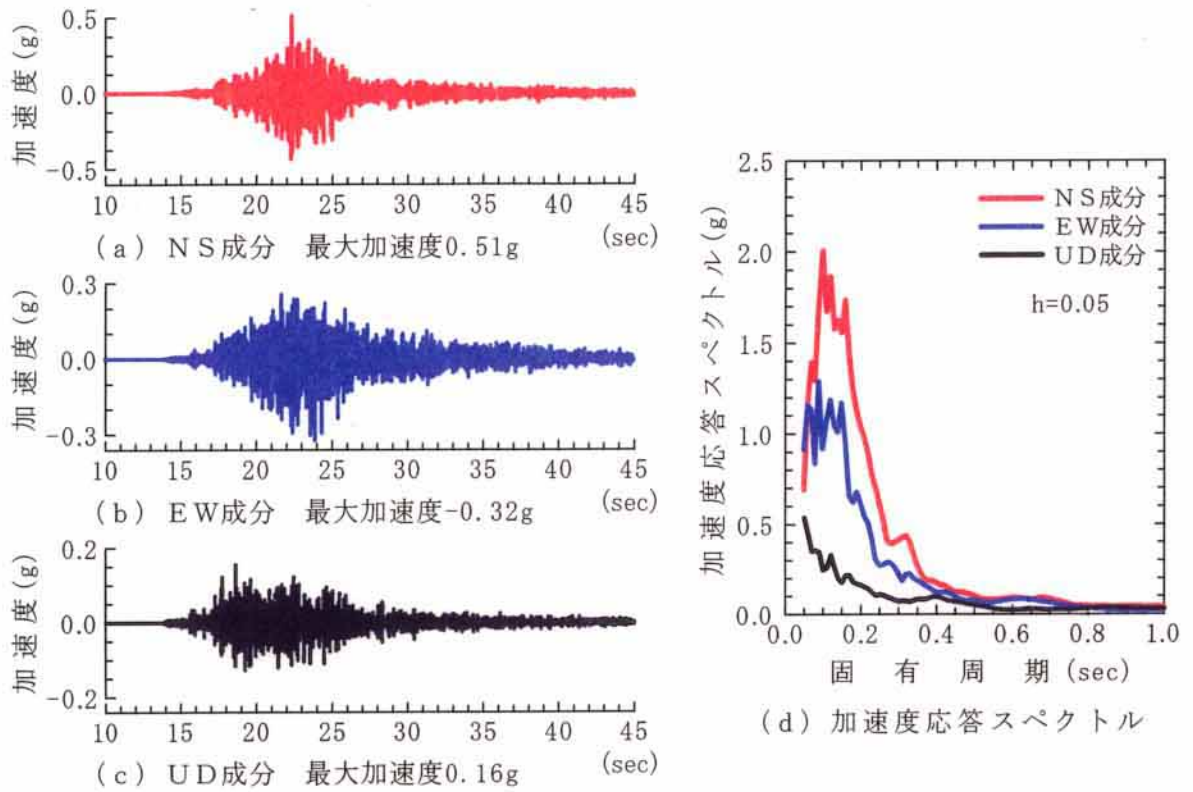 加速度(g)
0.5
0.0
-0.5
10 15 20 25 30 35 40 45
(a) NS成分 最大加速度0.51g (sec)
加速度(g)
0.3
0.0
-0.3
10 15 20 25 30 35 40 45
(b) EW成分 最大加速度-0.32g (sec)
加速度(g)
0.2
0.0
-0.2
10 15 20 25 30 35 40 45
(c) UD成分 最大加速度0.16g (sec)
加速度応答スペクトル(g)
2.5
2.0
1.5
1.0
0.5
0.0
NS成分
EW成分
UD成分
h=0.05
0.0 0.2 0.4 0.6 0.8 1.0
固有周期(sec)
(d) 加速度応答スペクトル